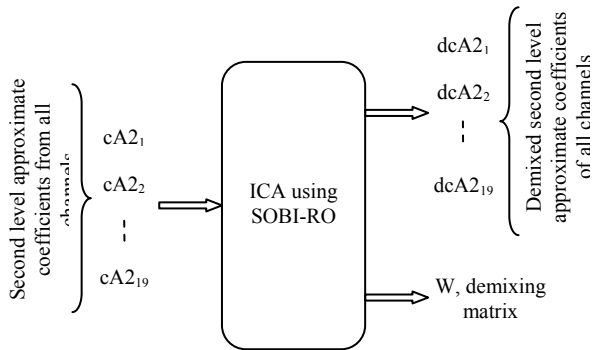 Second level approximate
coefficients from all
channels
cA2₁
cA2₂
cA2₁₉
ICA using
SOBI-RO
dcA2₁
dcA2₂
dcA2₁₉
Demixed second level
approximate coefficients
of all channels
W, demixing
matrix